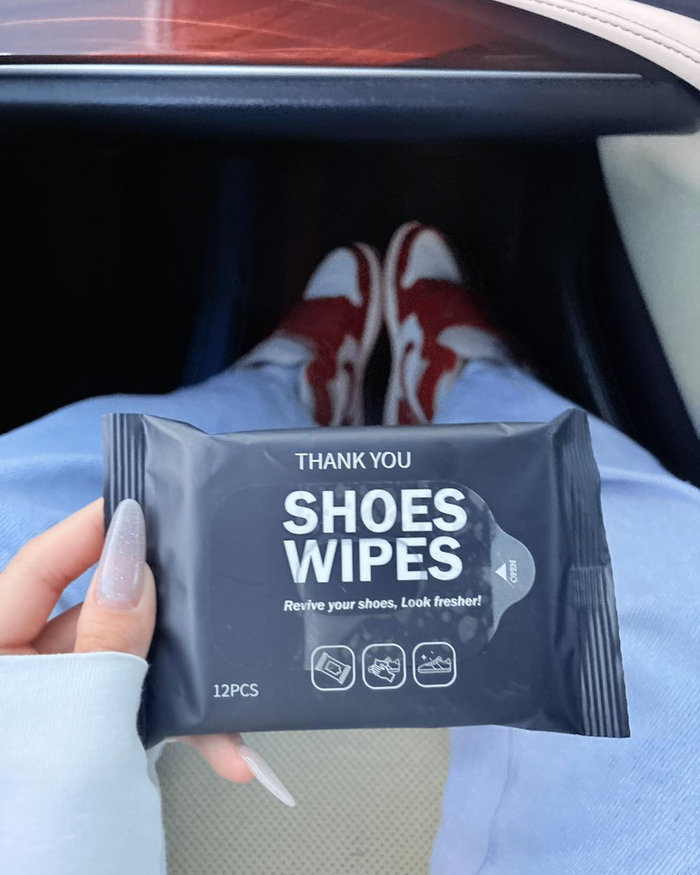 THANK YOU
SHOES
WIPES
Revive your shoes, Look fresher!
OPEN
12PCS